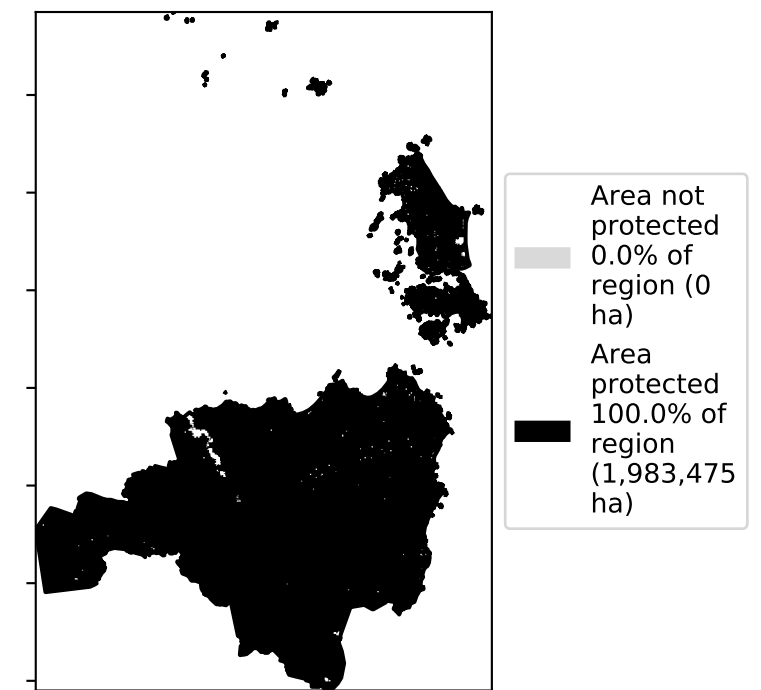 Area not
protected
0.0% of
region (0
ha)
Area
protected
100.0% of
region
(1,983,475
ha)